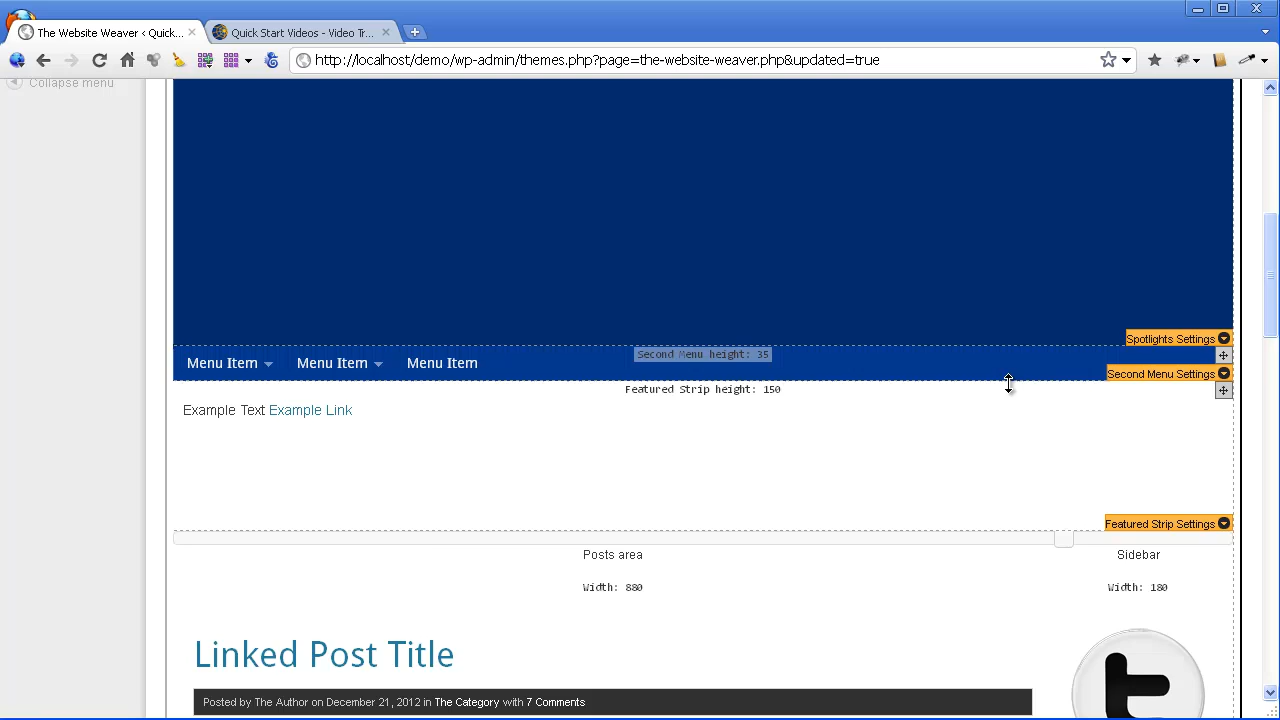 The Website Weaver ‹ Quick...
Quick Start Videos - Video Tr...
http://localhost/demo/wp-admin/themes.php?page=the-website-weaver.php&updated=true
Collapse menu
Spotlights Settings
Second Menu height: 35
Menu Item
Menu Item
Menu Item
Second Menu Settings
Featured Strip height: 150
Example Text Example Link
Featured Strip Settings
Posts area
Sidebar
Width: 880
Width: 180
Linked Post Title
Posted by The Author on December 21, 2012 in The Category with 7 Comments